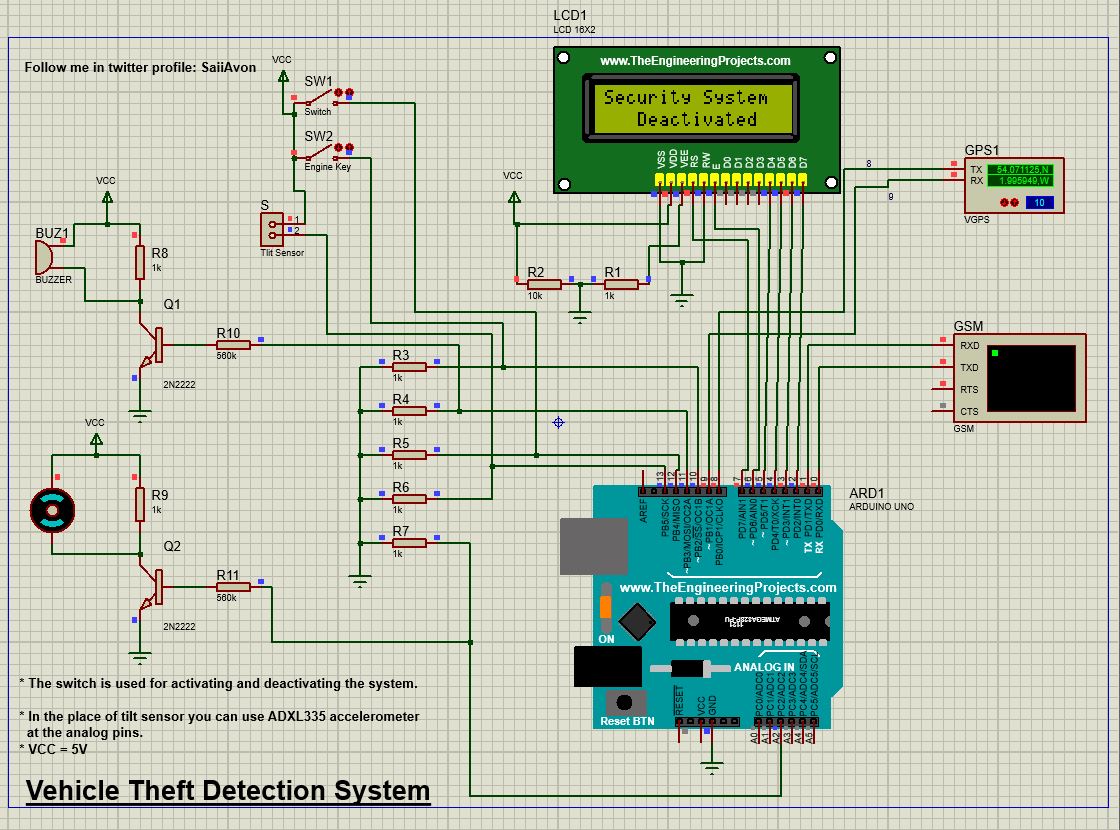 LCD1
LCD 16X2
Follow me in twitter profile: SaiiAvon
VCC
SW1
Switch
SW2
Engine Key
www.TheEngineeringProjects.com
Security System
Deactivated
VSS
VDD
VEE
RS
RW
E
D0
D1
D2
D3
D4
D5
D6
D7
GPS1
TX
RX
54.071125,N
1.995949,W
10
VGPS
8
9
VCC
S
1
2
Tlit Sensor
VCC
BUZ1
BUZZER
R8
1k
R2
10k
R1
1k
Q1
2N2222
R10
560k
R3
1k
R4
1k
R5
1k
R6
1k
R7
1k
GSM
RXD
TXD
RTS
CTS
GSM
VCC
R9
1k
Q2
2N2222
R11
560k
ARD1
ARDUINO UNO
13
12
11
10
9
8
7
6
5
4
3
2
1
0
AREF
PB5/SCK
PB4/MISO
~PB3/MOSI/OC2A
~PB2/SS/OC1B
~PB1/OC1A
PB0/ICP1/CLKO
PD7/AIN1
~PD6/AIN0
~PD5/T1
PD4/T0/XCK
~PD3/INT1
PD2/INT0
TX PD1/TXD
RX PD0/RXD
www.TheEngineeringProjects.com
ATMEGA328P-PU
1121
ON
ANALOG IN
Reset BTN
RESET
VCC
GND
PC0/ADC0
PC1/ADC1
PC2/ADC2
PC3/ADC3
PC4/ADC4/SDA
PC5/ADC5/SCL
A0
A1
A2
A3
A4
A5
* The switch is used for activating and deactivating the system.
* In the place of tilt sensor you can use ADXL335 accelerometer
at the analog pins.
* VCC = 5V
Vehicle Theft Detection System